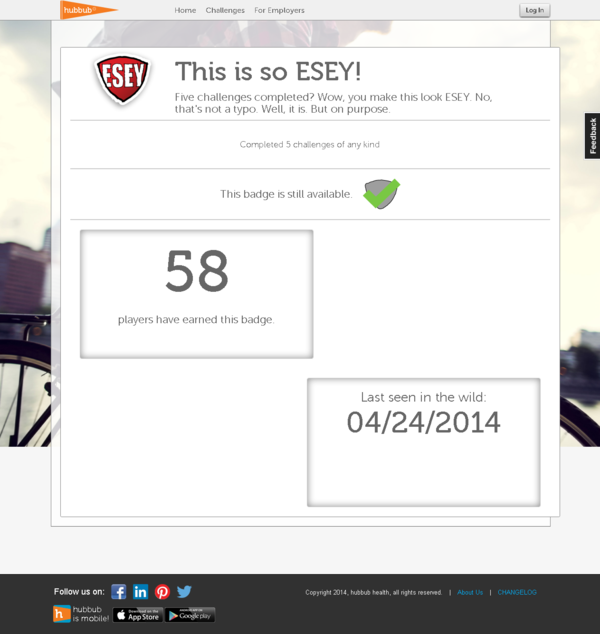 hubbub
Home Challenges For Employers
Log In
ESEY
This is so ESEY!
Five challenges completed? Wow, you make this look ESEY. No,
that's not a typo. Well, it is. But on purpose.
Feedback
Completed 5 challenges of any kind
This badge is still available.
58
players have earned this badge.
Last seen in the wild:
04/24/2014
Follow us on:
Copyright 2014, hubbub health, all rights reserved. | About Us | CHANGELOG
hubbub
is mobile!
App Store
Google play